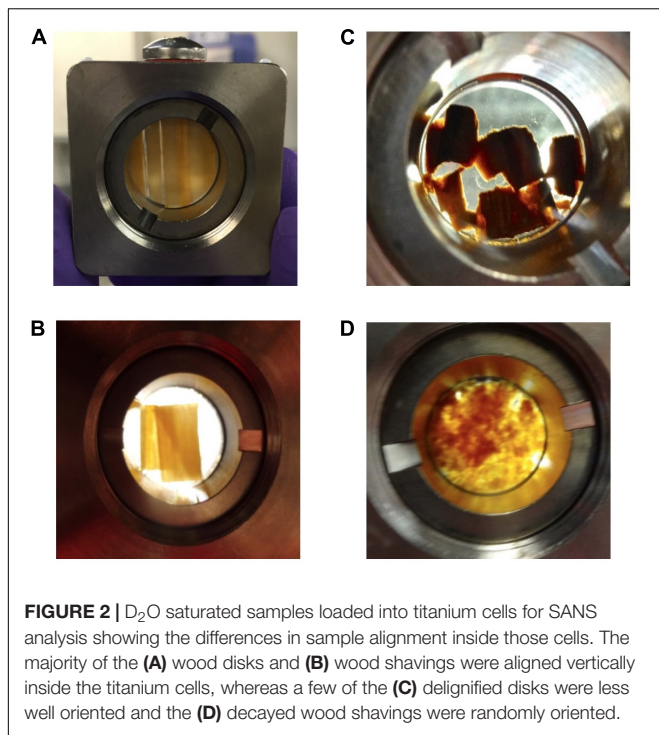 A
C
B
D
FIGURE 2 | D₂O saturated samples loaded into titanium cells for SANS
analysis showing the differences in sample alignment inside those cells. The
majority of the (A) wood disks and (B) wood shavings were aligned vertically
inside the titanium cells, whereas a few of the (C) delignified disks were less
well oriented and the (D) decayed wood shavings were randomly oriented.